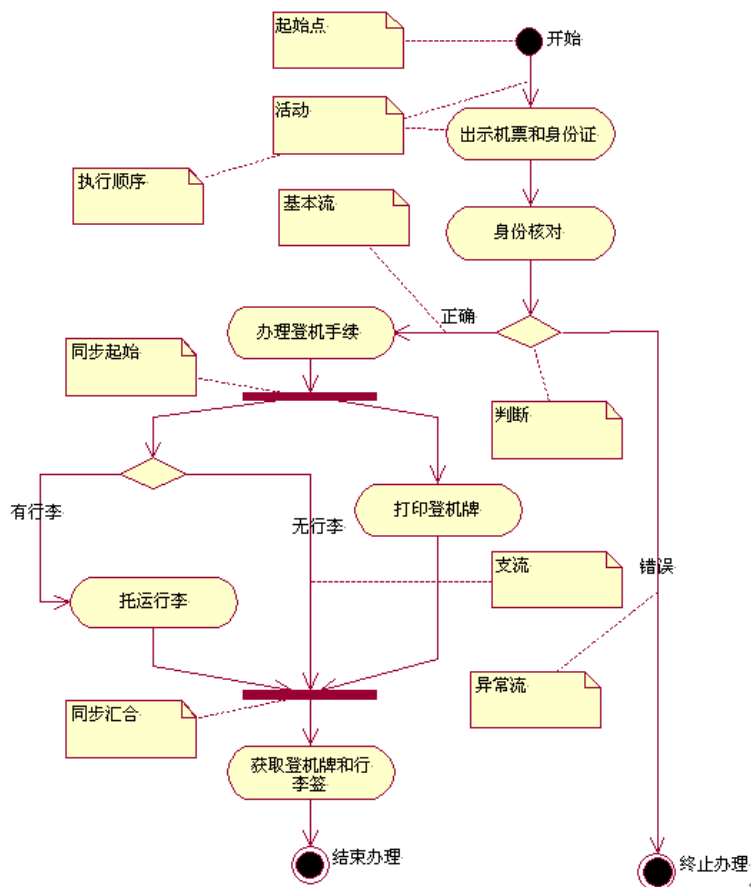 起始点
开始
活动
出示机票和身份证
执行顺序
基本流
身份核对
正确
办理登机手续
同步起始
判断
有行李
无行李
打印登机牌
支流
错误
托运行李
异常流
同步汇合
获取登机牌和行
李签
结束办理
终止办理